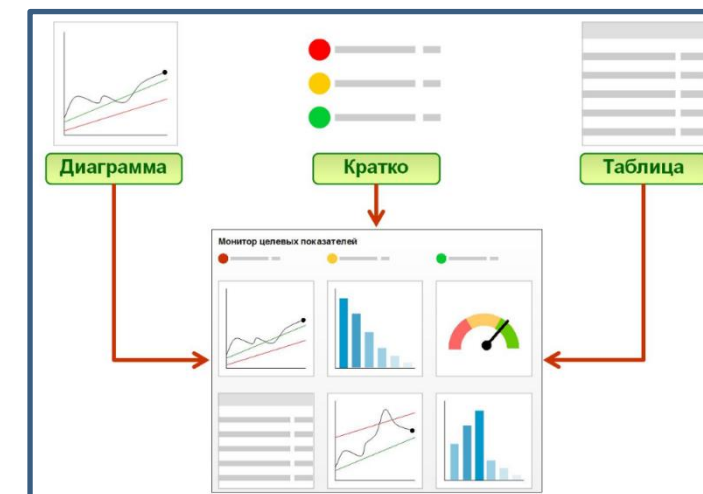 Диаграмма
Кратко
Таблица
Монитор целевых показателей